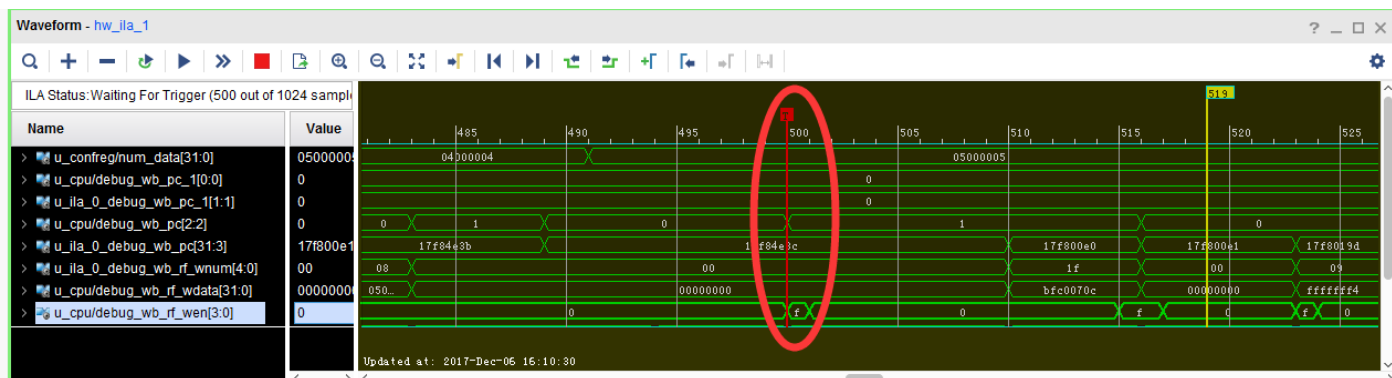 Waveform - hw_ila_1
ILA Status:Waiting For Trigger (500 out of 1024 sampl
519
Name Value 485 490 495 500 505 510 515 520 525
u_confreg/num_data[31:0] 05000005 04000004 05000005
u_cpu/debug_wb_pc_1[0:0] 0 0
u_ila_0_debug_wb_pc_1[1:1] 0 0
u_cpu/debug_wb_pc[2:2] 0 0 1 0 1 0
u_ila_0_debug_wb_pc[31:3] 17f800e1 17f84e3b 17f84e3c 17f800e0 17f800e1 17f8019d
u_ila_0_debug_wb_rf_wnum[4:0] 00 08 00 1f 00 09
u_cpu/debug_wb_rf_wdata[31:0] 00000000 050... 00000000 bfc0070c 00000000 fffffff4
u_cpu/debug_wb_rf_wen[3:0] 0 0 f 0 f 0 f 0
Updated at: 2017-Dec-06 16:10:30